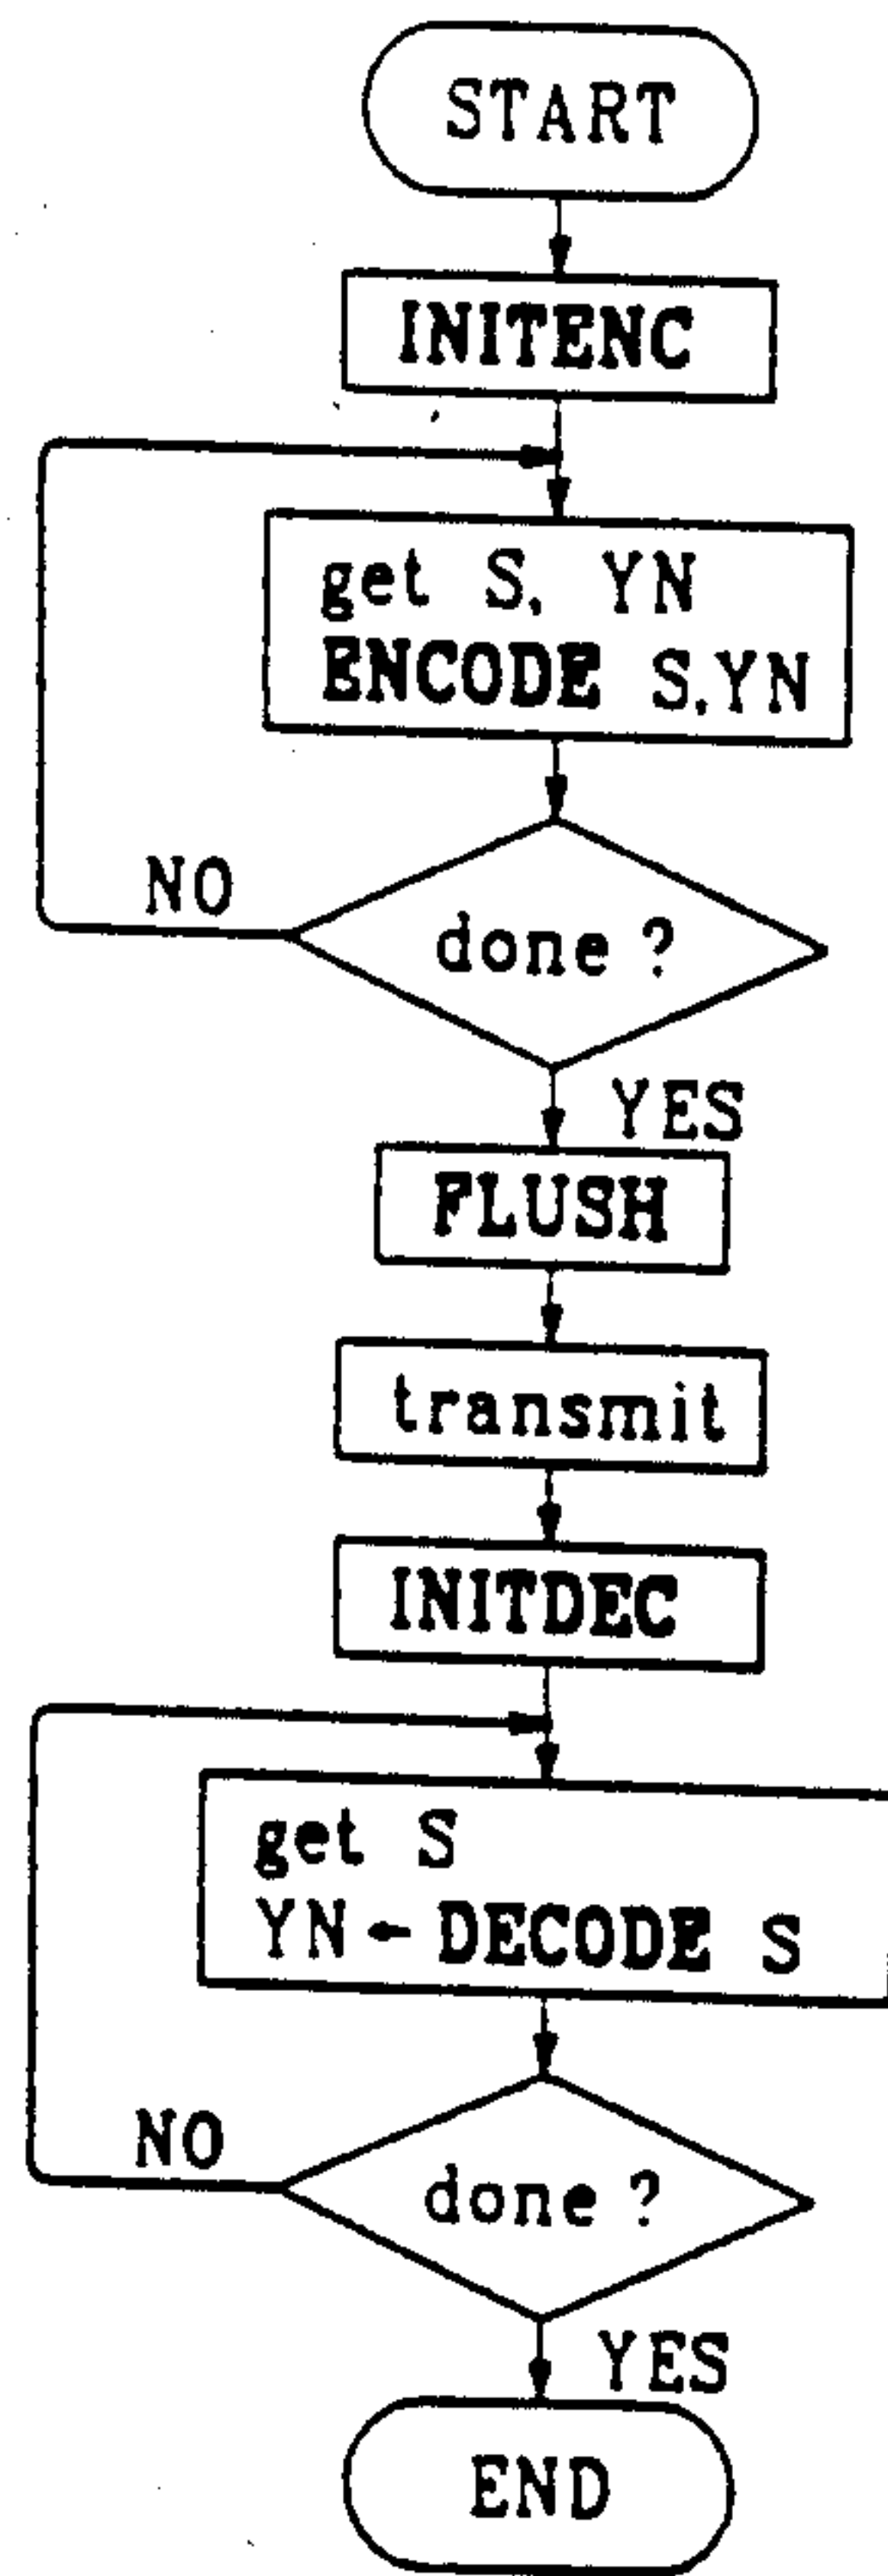 START
INITENC
get S, YN
ENCODE S,YN
NO
done ?
YES
FLUSH
transmit
INITDEC
get S
YN ← DECODE S
NO
done ?
YES
END